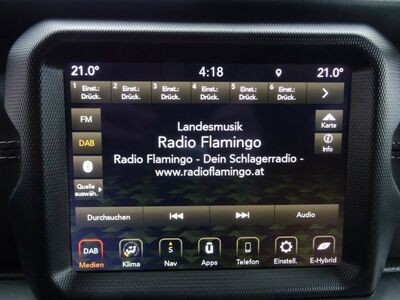 21.0° 4:18 21.0°
1 Einst.: Drück. 2 Einst.: Drück. 3 Einst.: Drück. 4 Einst.: Drück. 5 Einst.: Drück. 6 Einst.: Drück.
FM
DAB
Quelle auswäh.
Landesmusik
Radio Flamingo
Radio Flamingo - Dein Schlagerradio -
www.radioflamingo.at
Karte
i
Info
Durchsuchen Audio
DAB S
Medien Klima Nav Apps Telefon Einstell. E-Hybrid